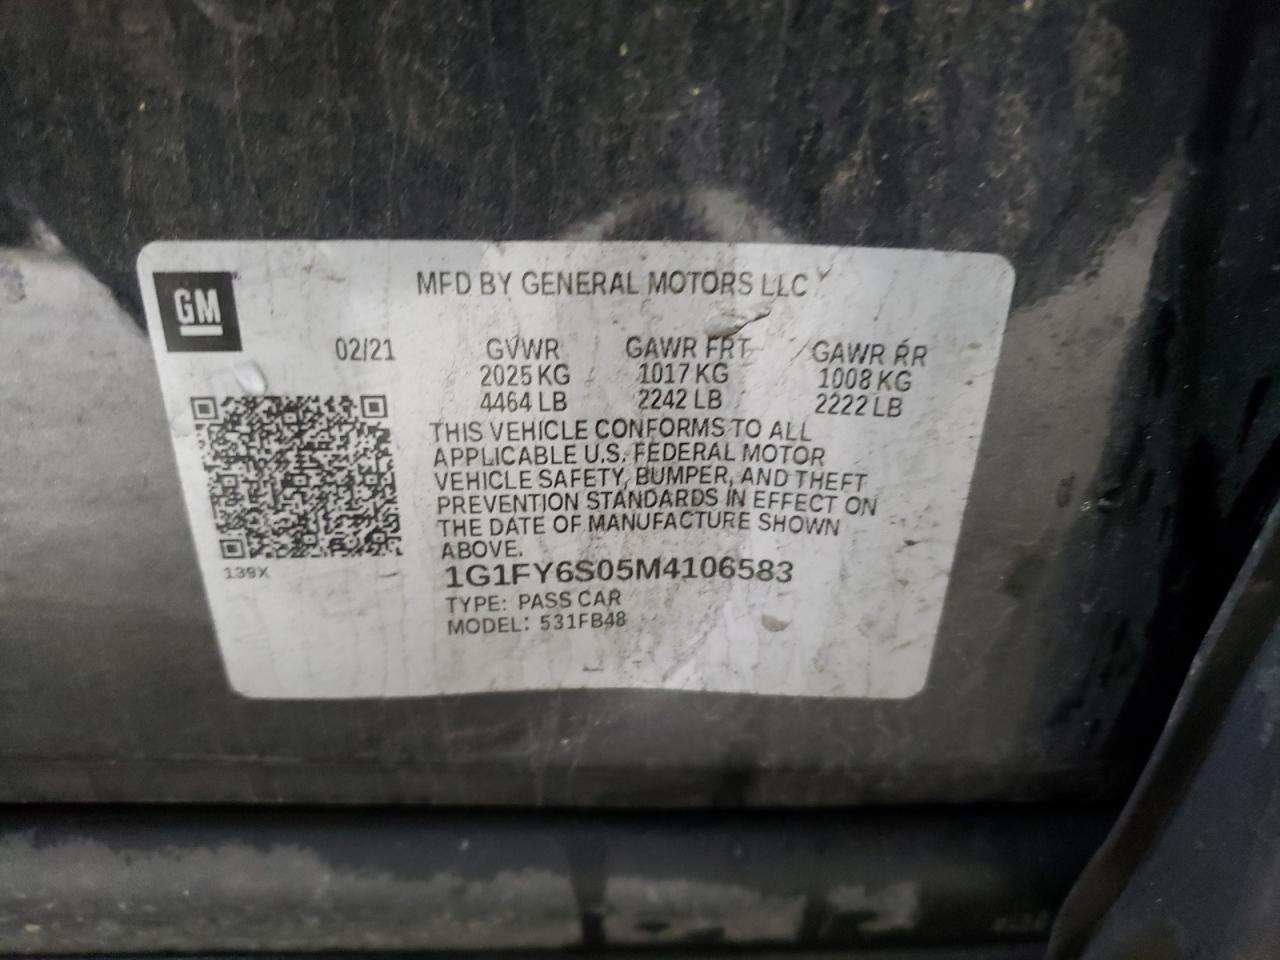 MFD BY GENERAL MOTORS LLC
GM
02/21 GVWR GAWR FRT GAWR RR
2025 KG 1017 KG 1008 KG
4464 LB 2242 LB 2222 LB
THIS VEHICLE CONFORMS TO ALL
APPLICABLE U.S. FEDERAL MOTOR
VEHICLE SAFETY, BUMPER, AND THEFT
PREVENTION STANDARDS IN EFFECT ON
THE DATE OF MANUFACTURE SHOWN
ABOVE.
139X
1G1FY6S05M4106583
TYPE: PASS CAR
MODEL: 531FB48